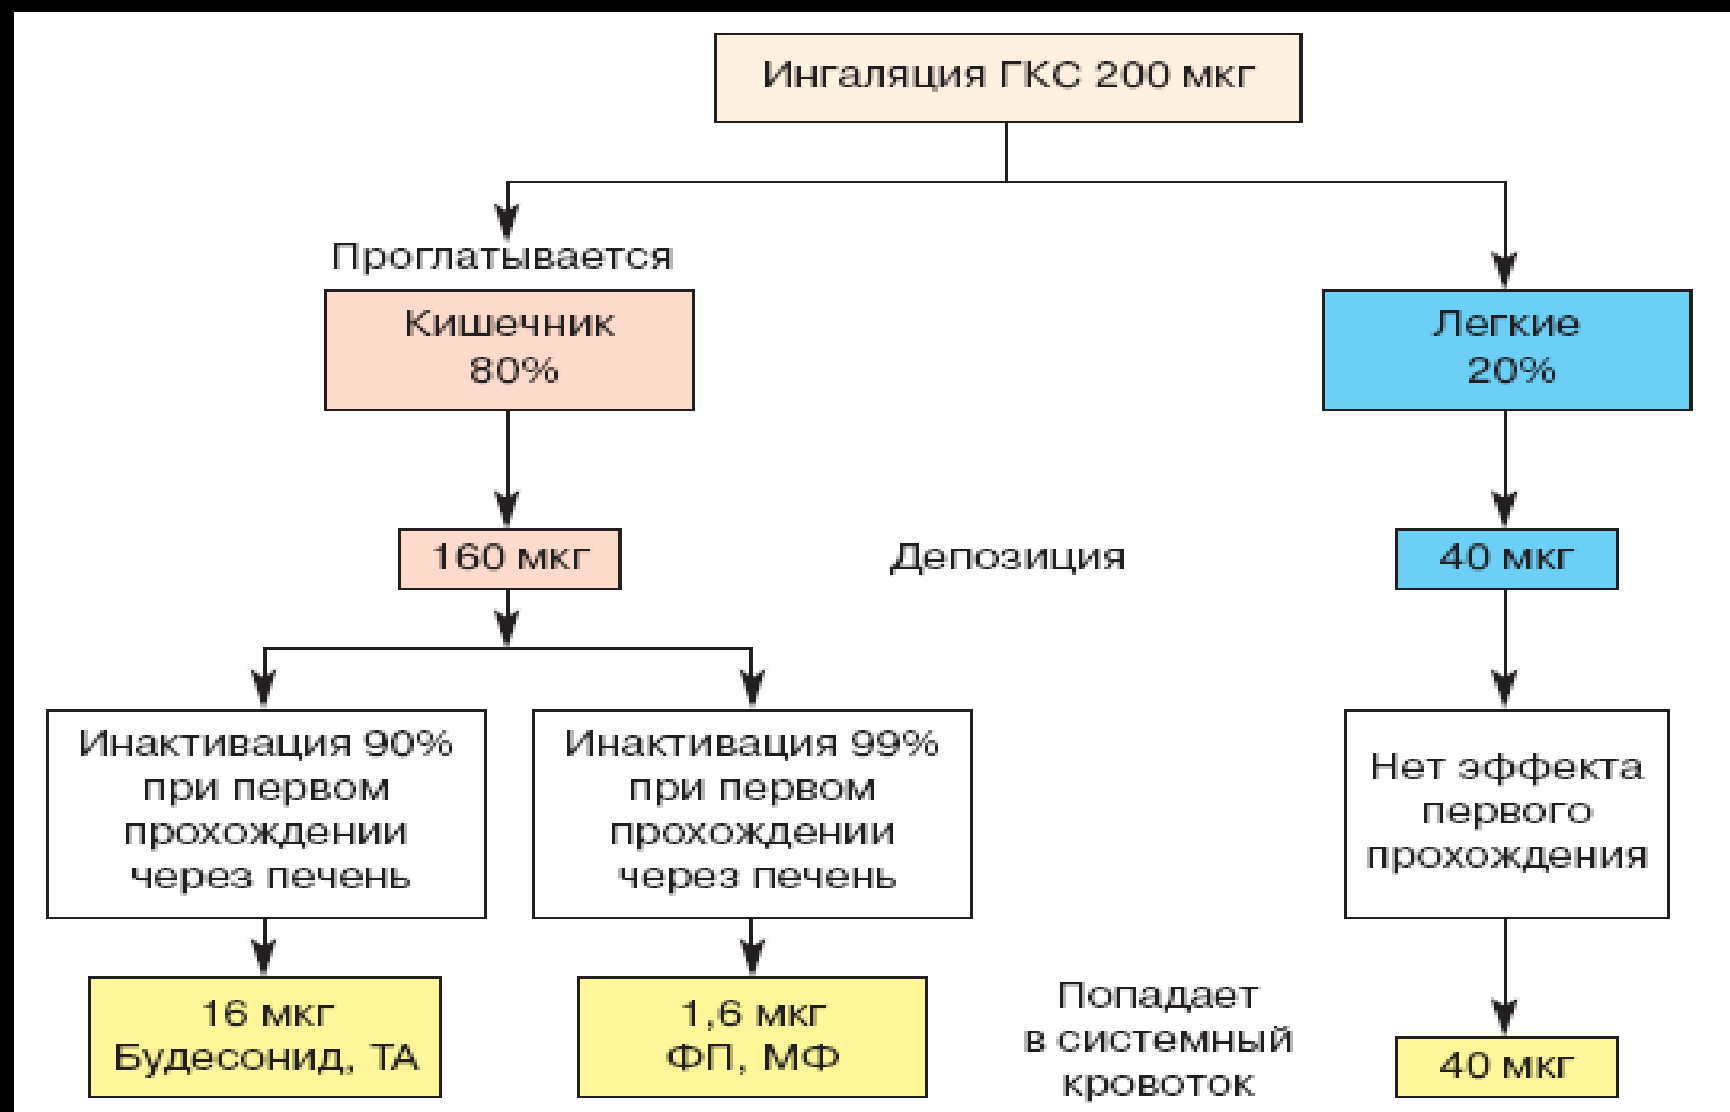 Ингаляция ГКС 200 мкг
Проглатывается
Кишечник
80%
Легкие
20%
160 мкг
Депозиция
40 мкг
Инактивация 90%
при первом
прохождении
через печень
Инактивация 99%
при первом
прохождении
через печень
Нет эффекта
первого
прохождения
16 мкг
Будесонид, ТА
1,6 мкг
ФП, МФ
Попадает
в системный
кровоток
40 мкг